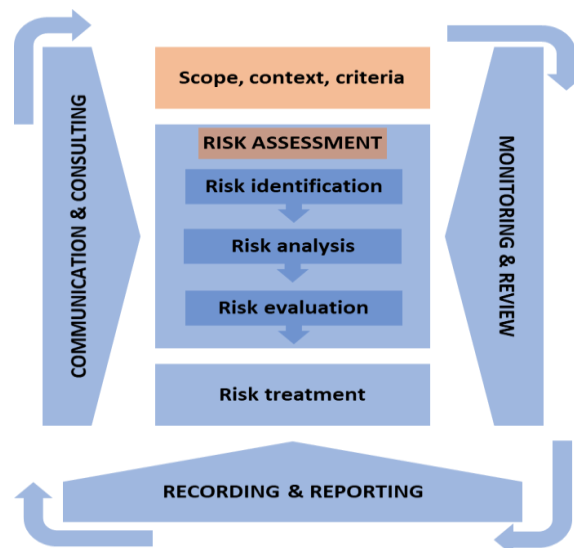 Scope, context, criteria
COMMUNICATION & CONSULTING
RISK ASSESSMENT
Risk identification
Risk analysis
Risk evaluation
MONITORING & REVIEW
Risk treatment
RECORDING & REPORTING